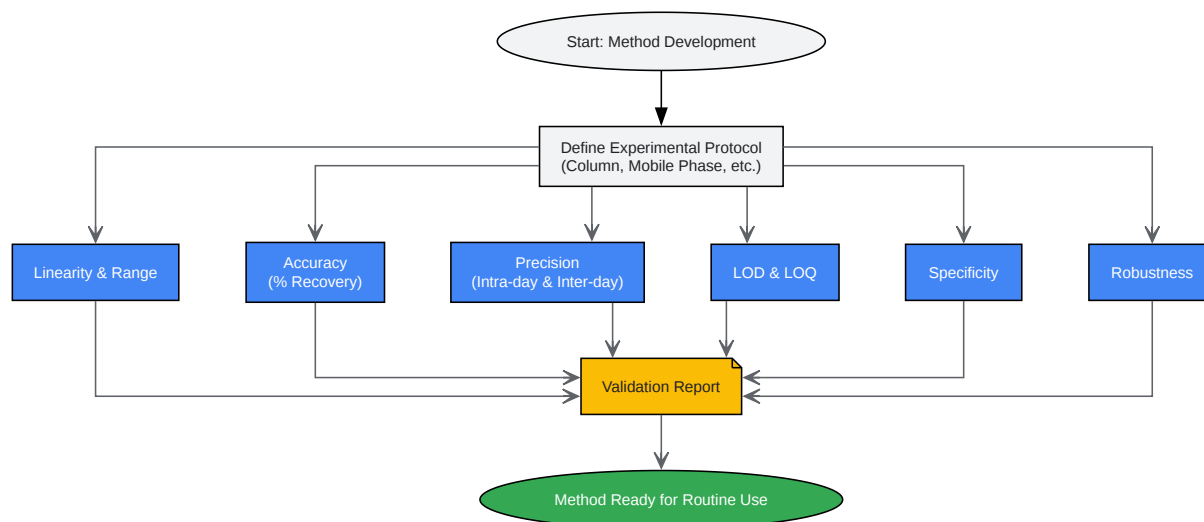 Start: Method Development
Define Experimental Protocol
(Column, Mobile Phase, etc.)
Linearity & Range
Accuracy
(% Recovery)
Precision
(Intra-day & Inter-day)
LOD & LOQ
Specificity
Robustness
Validation Report
Method Ready for Routine Use